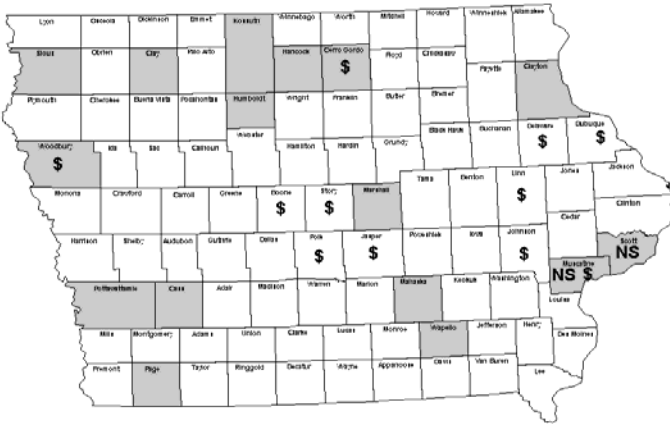 Lyon Osceola Dickinson Emmet Kossuth Winnebago Worth Mitchell Howard Winneshiek Allamakee
Sioux Obrien Clay Palo Alto Hancock Cerro Gordo Floyd Chickasaw
$
Fayette Clayton
Plymouth Cherokee Buena Vista Pocahontas Humboldt Wright Franklin Butler Bremer
Woodbury Ida Sac Calhoun Webster Hamilton Hardin Grundy Black Hawk Buchanan Delaware Dubuque
$ $ $
Monona Crawford Carroll Greene Boone Story Marshall Tama Benton Linn Jones Jackson
$ $ $
Clinton
Cedar
Harrison Shelby Audubon Guthrie Dallas Polk Jasper Poweshiek Iowa Johnson Scott
$ $ $ NS
Muscatine
NS $
Pottawattamie Cass Adair Madison Warren Marion Mahaska Keokuk Washington Louisa
Mills Montgomery Adams Union Clarke Lucas Monroe Wapello Jefferson Henry Des Moines
Fremont Page Taylor Ringgold Decatur Wayne Appanoose Davis Van Buren Lee